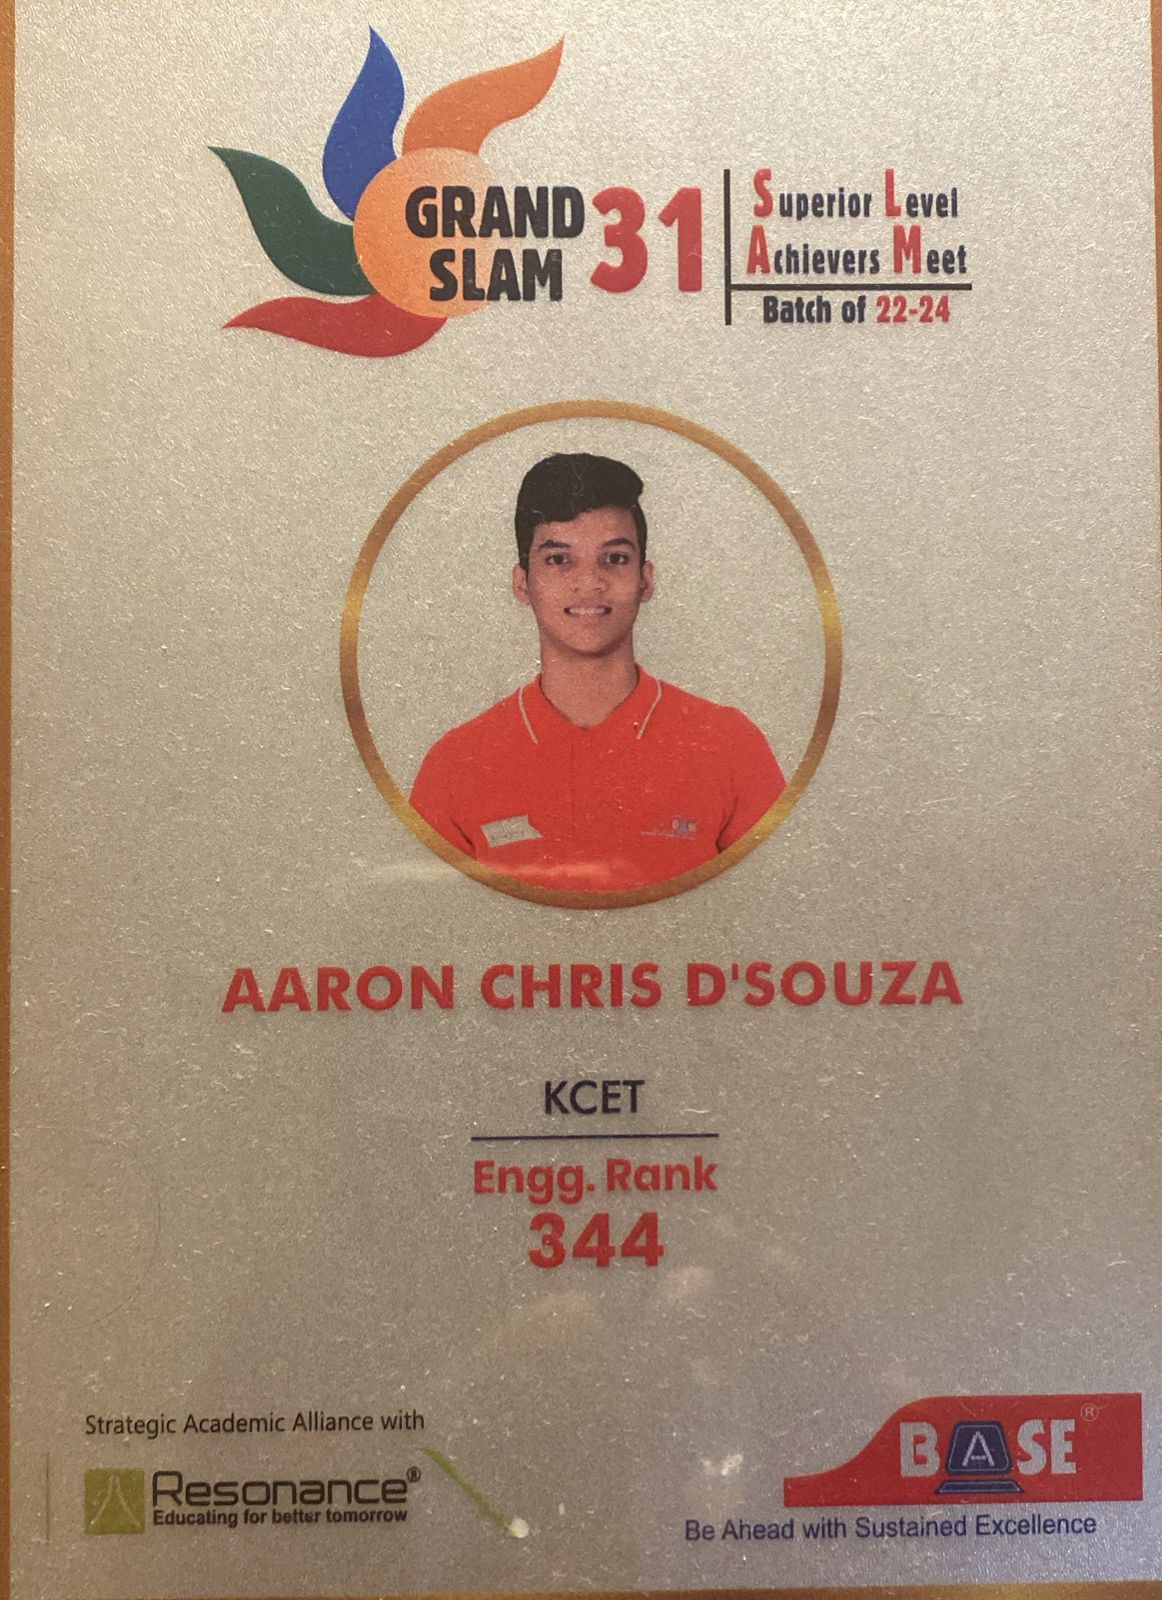 GRAND
SLAM
31
Superior Level
Achievers Meet
Batch of 22-24
AARON CHRIS D'SOUZA
KCET
Engg. Rank
344
Strategic Academic Alliance with
Resonance®
Educating for better tomorrow
BASE®
Be Ahead with Sustained Excellence